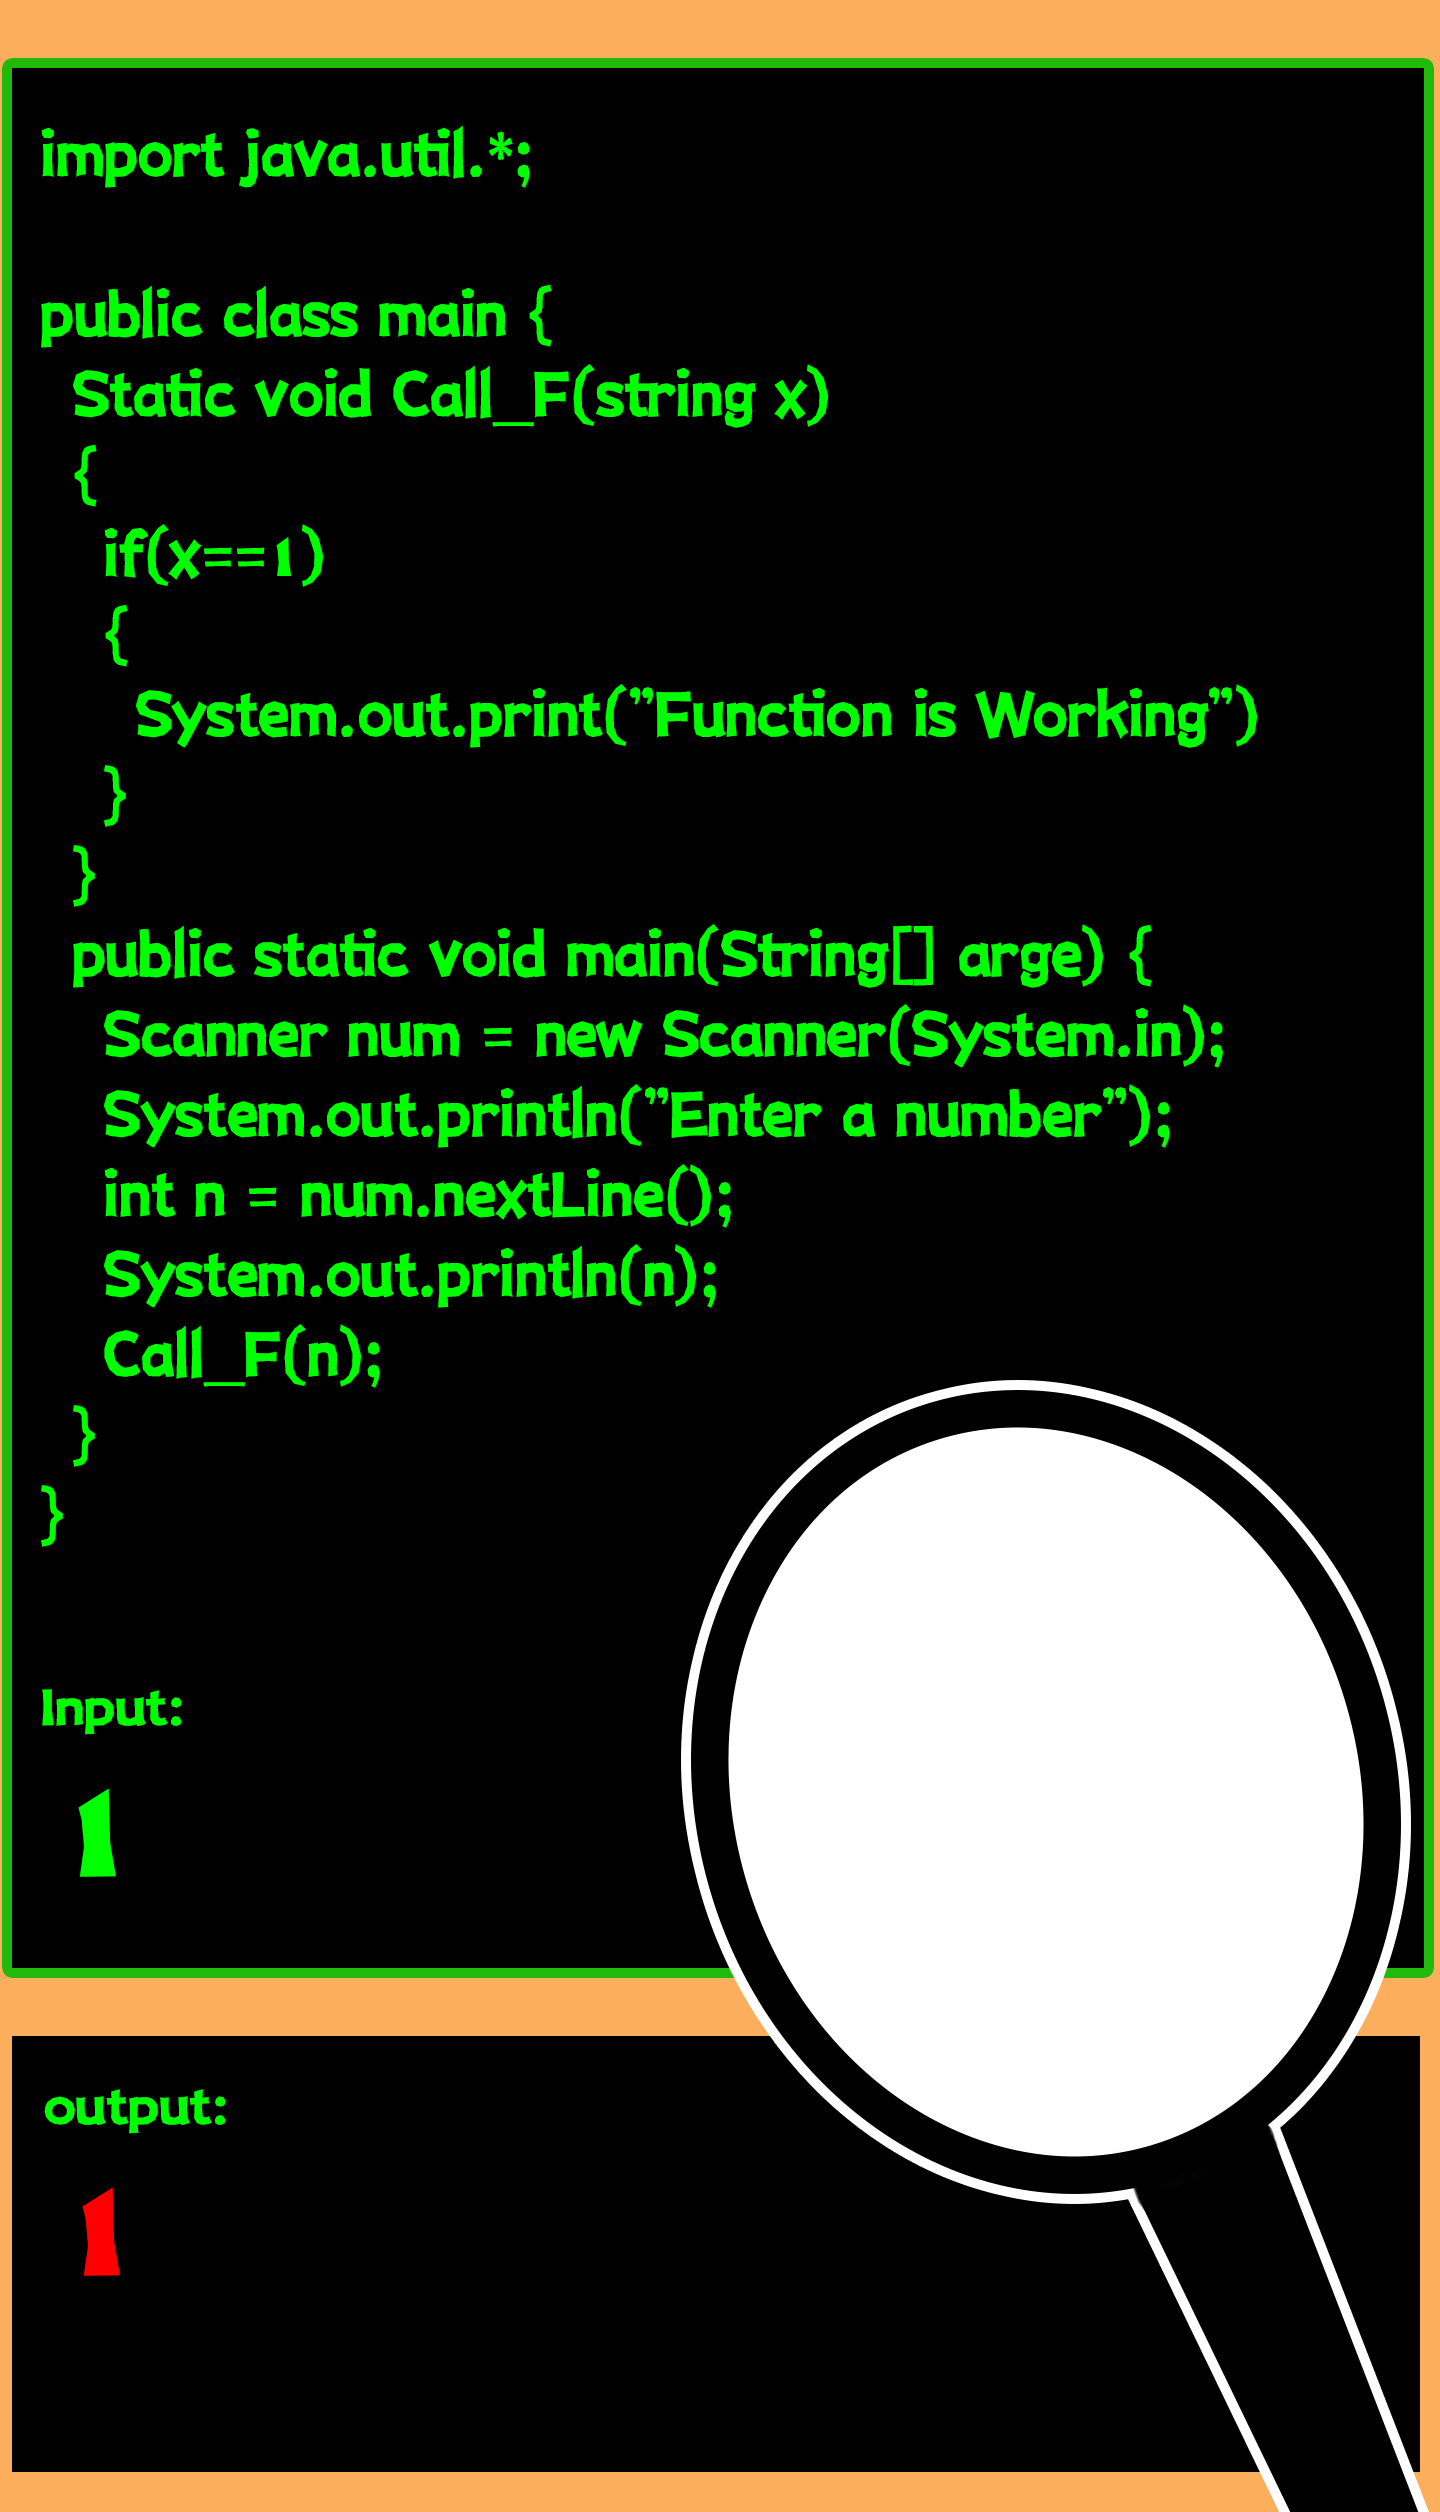 import java.util.*;
public class main {
Static void Call_F(string x)
{
if(x==1)
{
System.out.print("Function is Working")
}
}
public static void main(String[] arge) {
Scanner num = new Scanner(System.in);
System.out.println("Enter a number");
int n = num.nextLine();
System.out.println(n);
Call_F(n);
}
}
Input:
1
output:
1